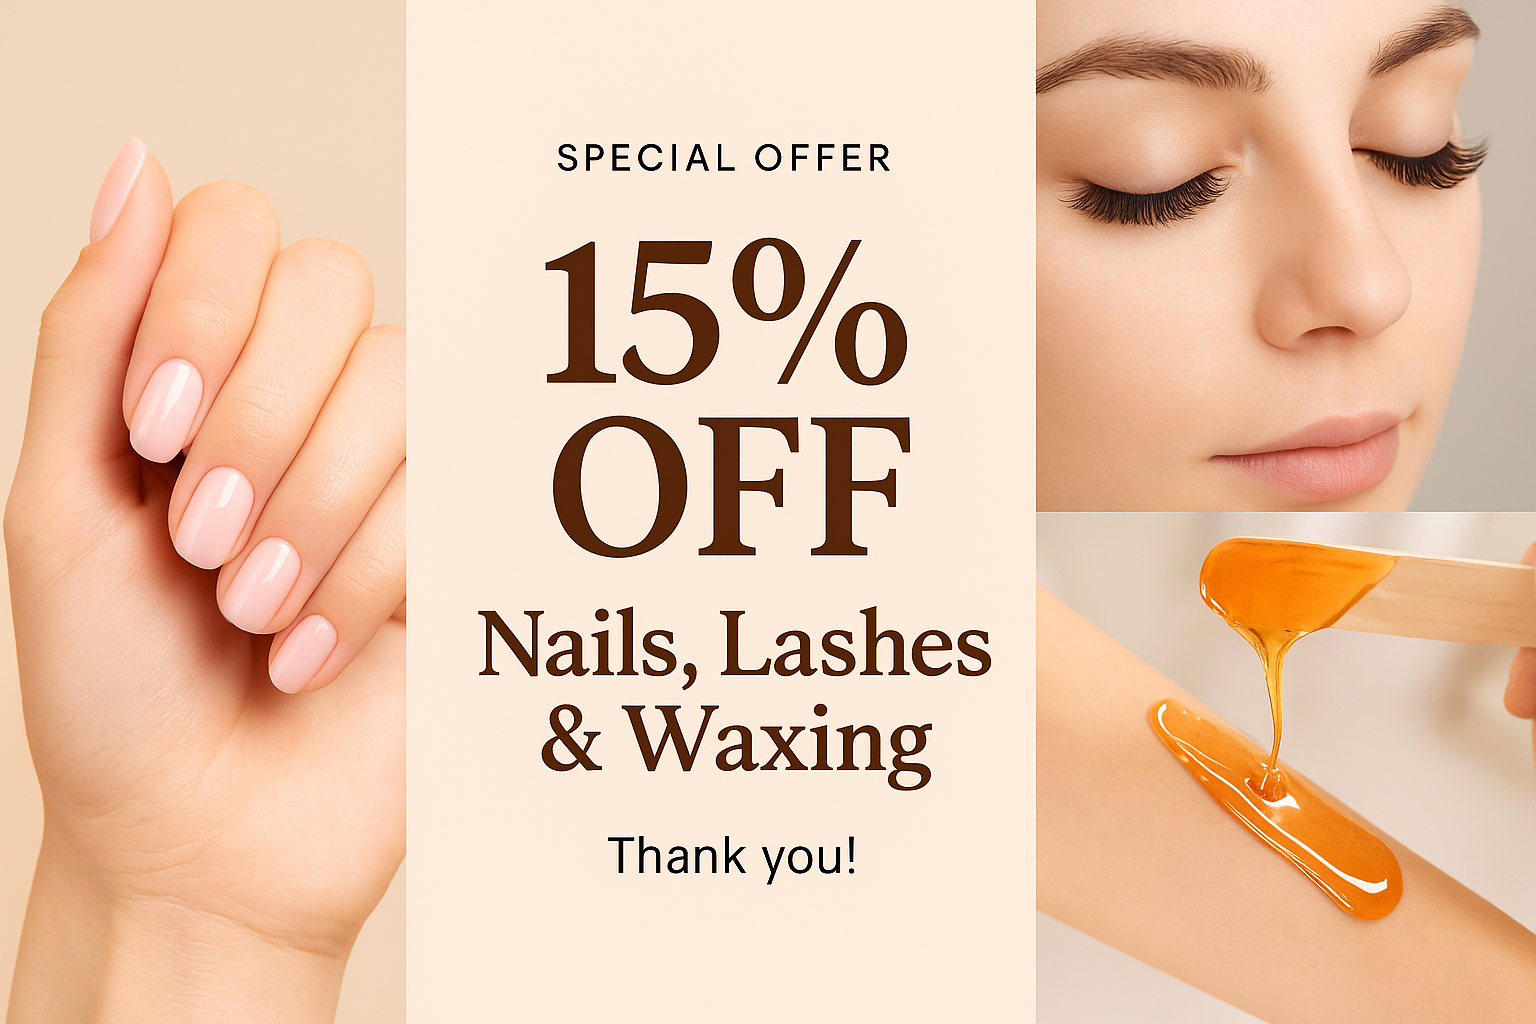 SPECIAL OFFER
15%
OFF
Nails, Lashes
& Waxing
Thank you!